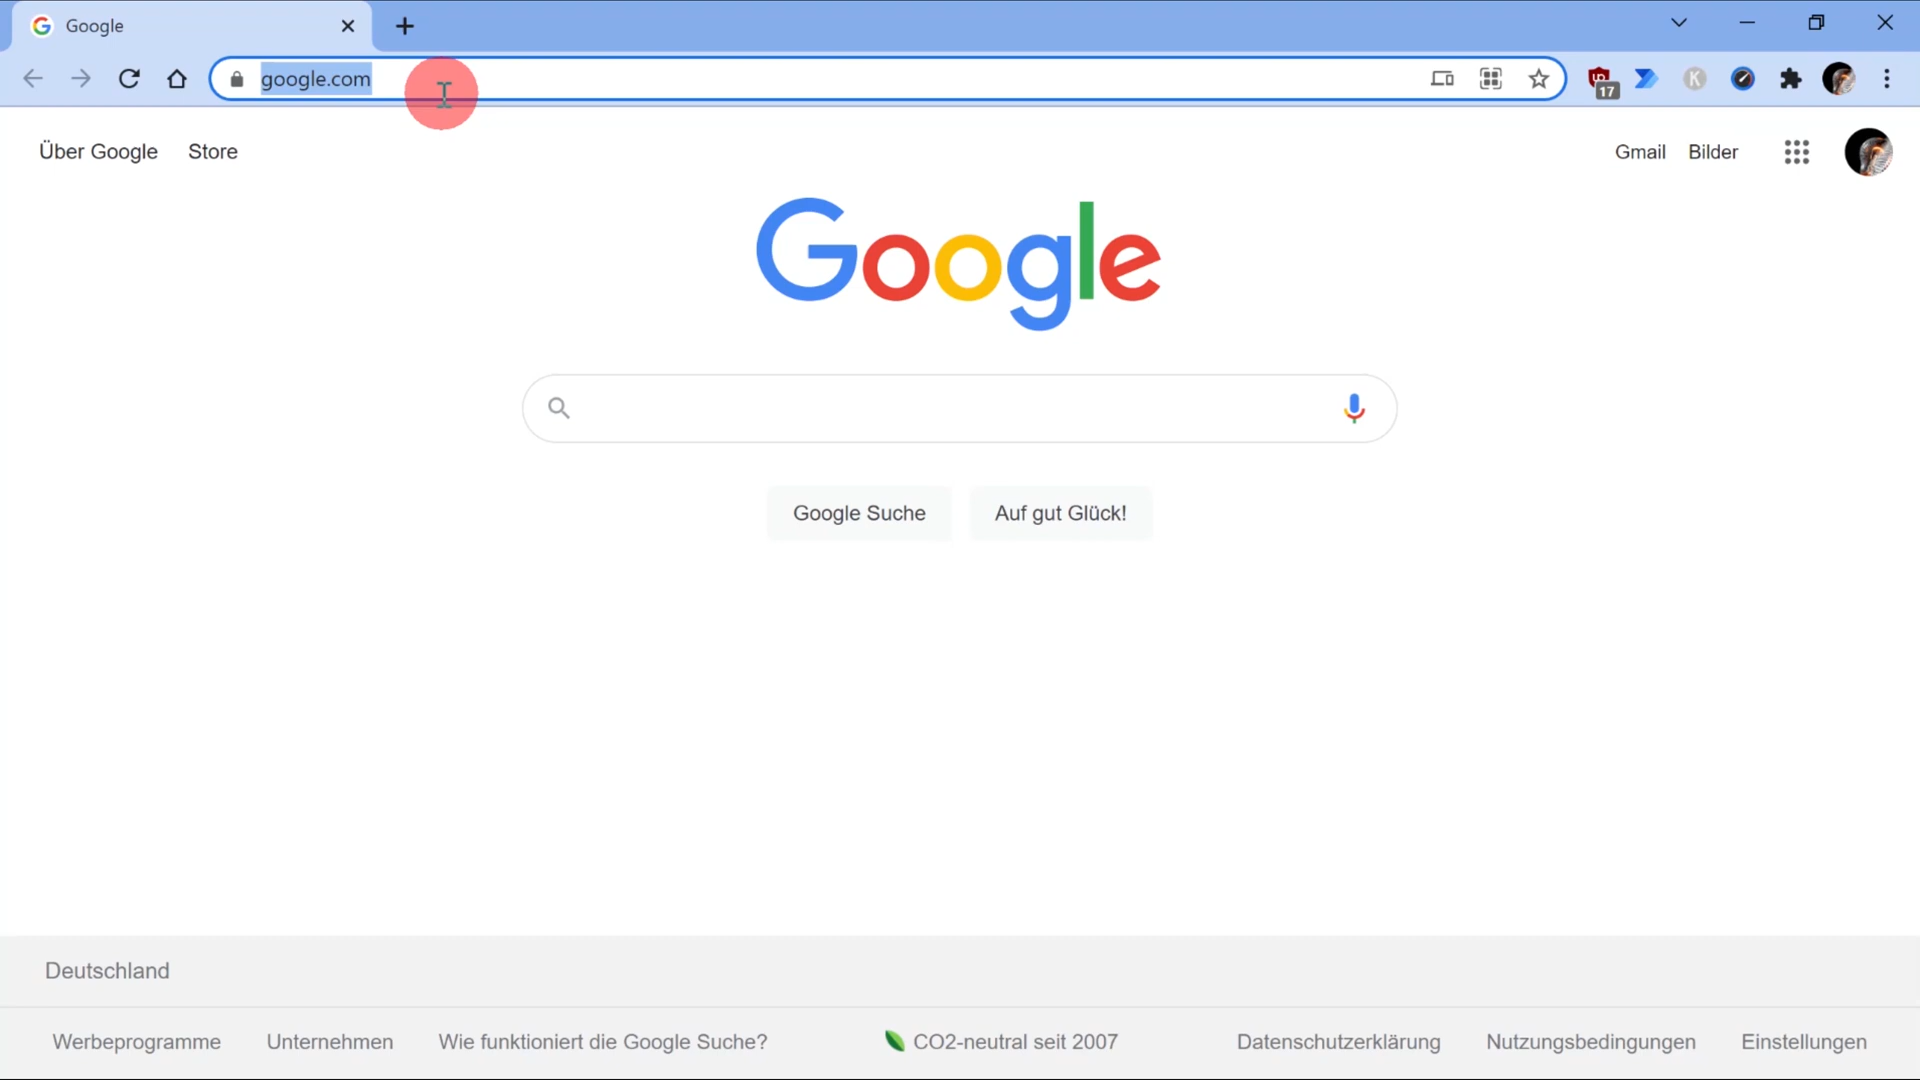 Google
google.com
17
Über Google Store Gmail Bilder
Google
Google Suche Auf gut Glück!
Deutschland
Werbeprogramme Unternehmen Wie funktioniert die Google Suche? CO2-neutral seit 2007 Datenschutzerklärung Nutzungsbedingungen Einstellungen